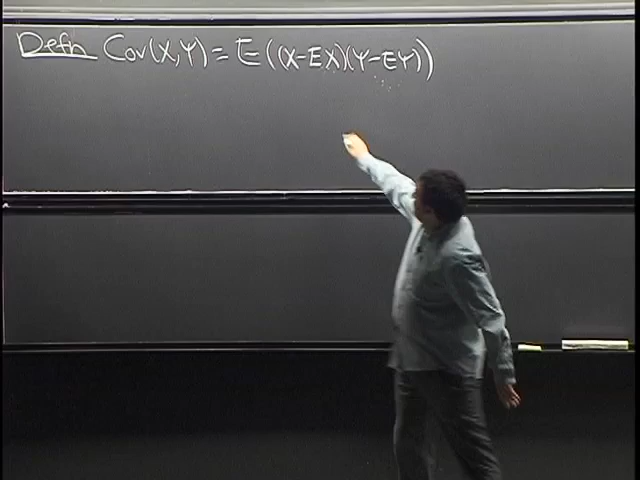 Defn Cov(X,Y) = E((X-EX)(Y-EY))